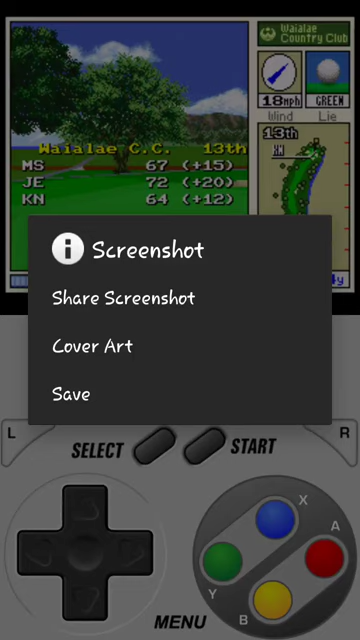 Waialae
Country Club
18mph
GREEN
Wind
Lie
Waialae C.C. 13th
MS 67 (+15)
JE 72 (+20)
KN 64 (+12)
13th
KN
Screenshot
Share Screenshot
Cover Art
Save
L
R
SELECT
START
X
A
Y
B
MENU